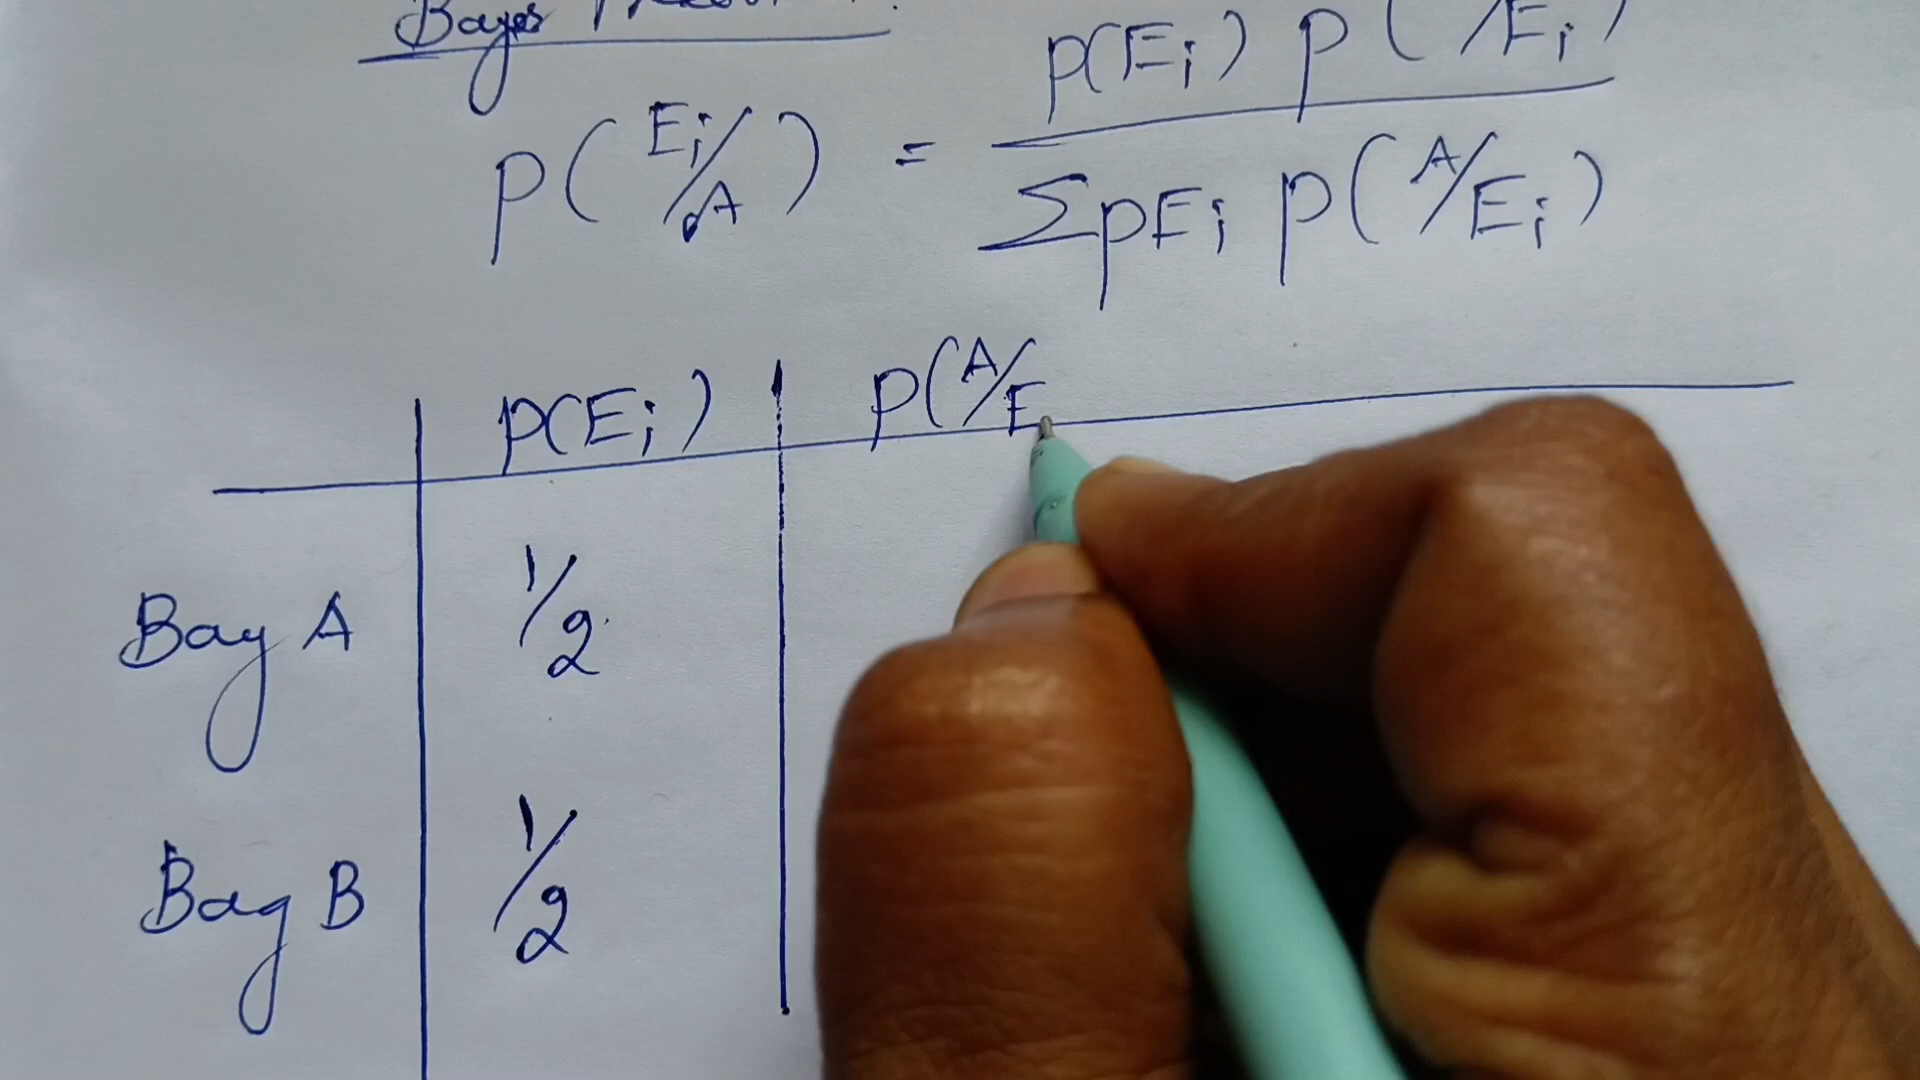 Bayes
P(Ei) P( /Ei)
P(Ei/A) =
ΣPEi P(A/Ei)
P(Ei) P(A/E
Bag A 1/2
Bag B 1/2